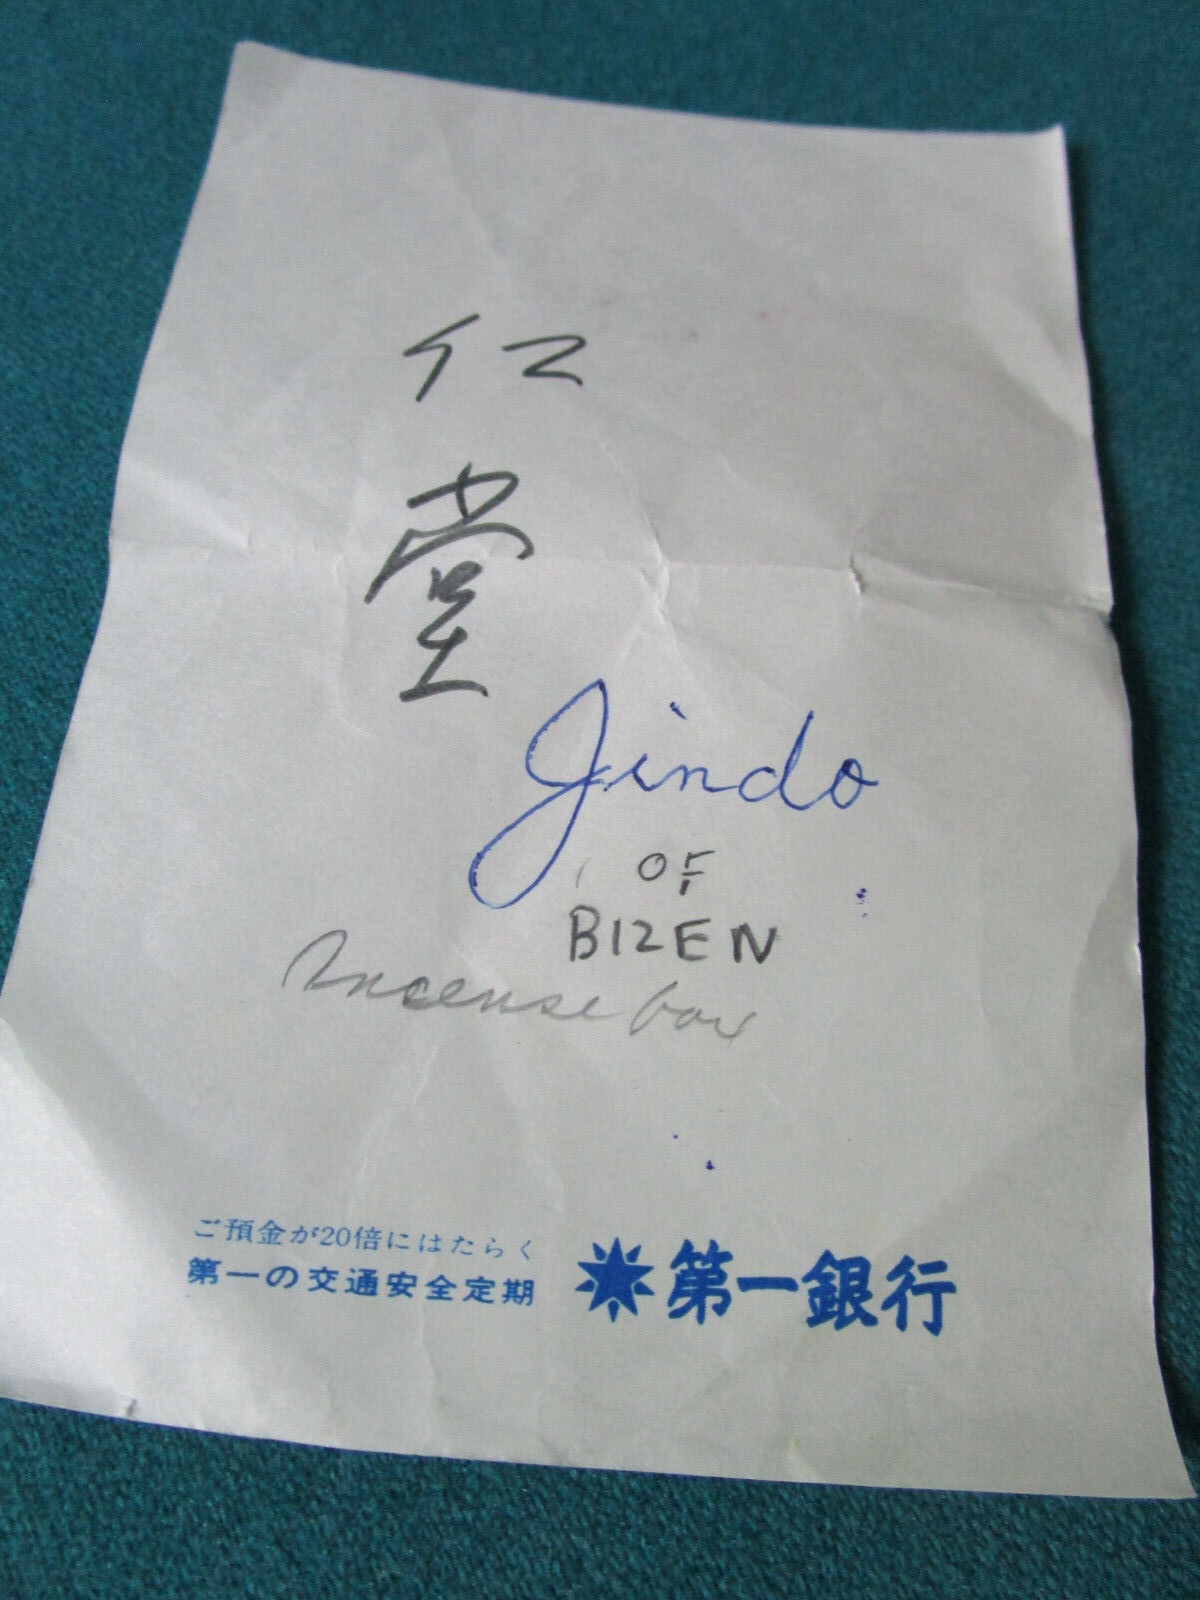 仁
堂
Jindo
OF
BIZEN
Incense box
ご預金が20倍にはたらく
第一の交通安全定期
第一銀行